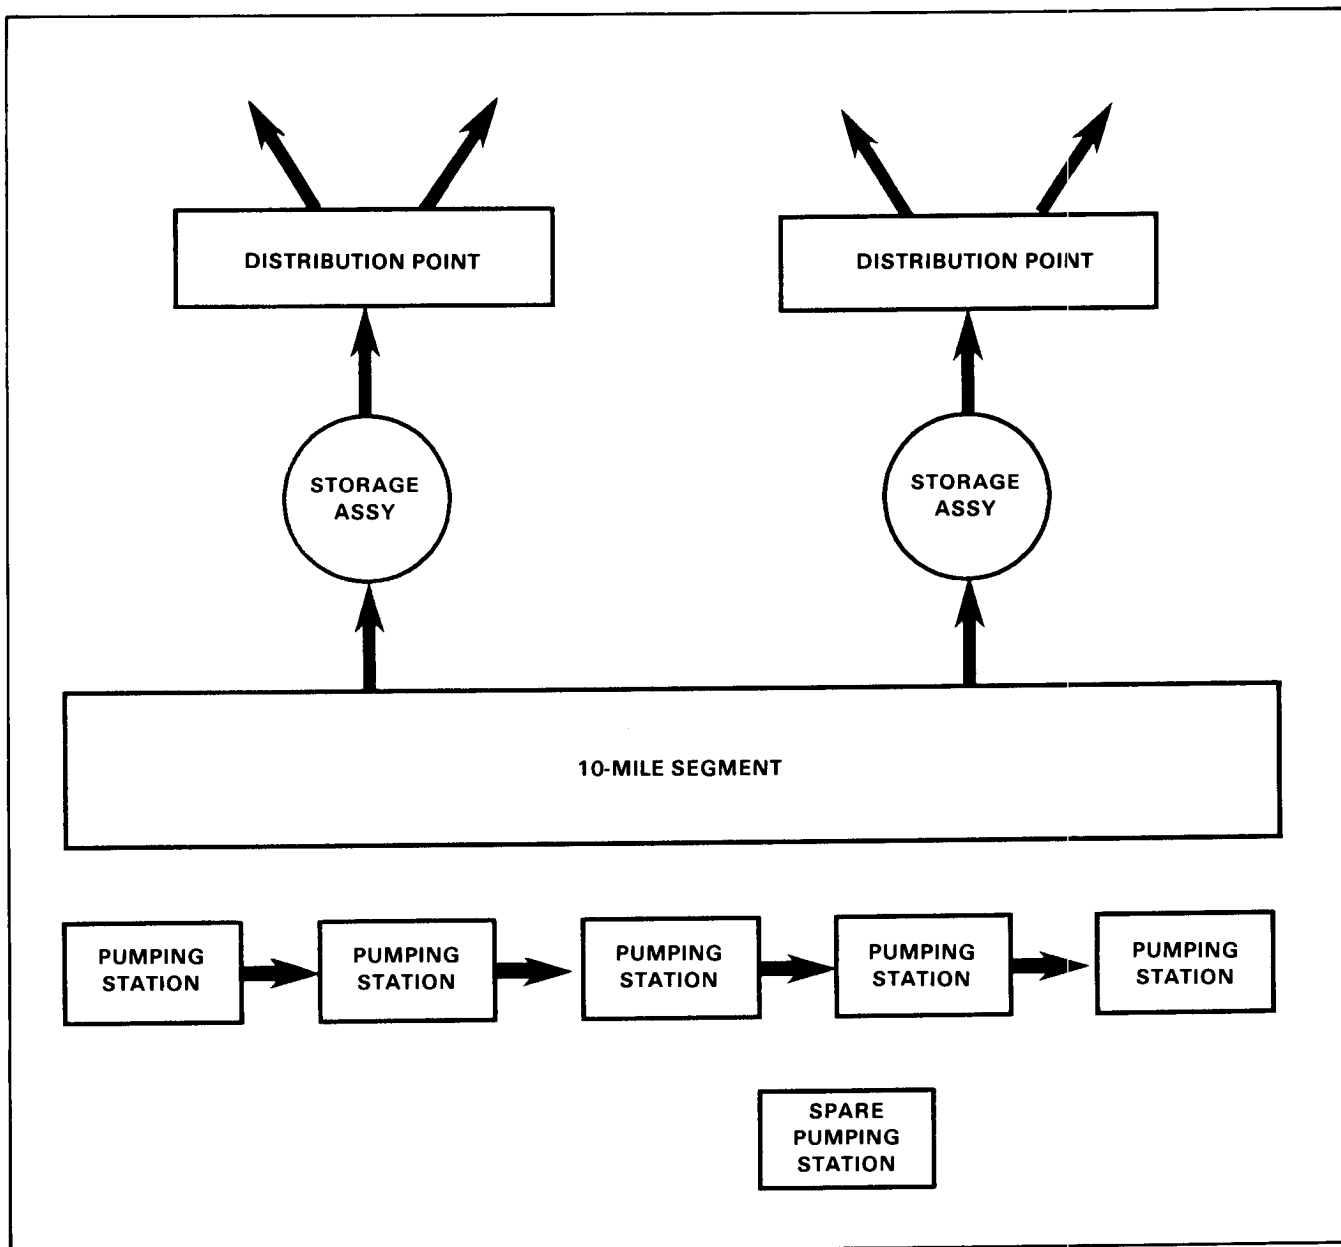 DISTRIBUTION POINT
DISTRIBUTION POINT
STORAGE
ASSY
STORAGE
ASSY
10-MILE SEGMENT
PUMPING
STATION
PUMPING
STATION
PUMPING
STATION
PUMPING
STATION
PUMPING
STATION
SPARE
PUMPING
STATION